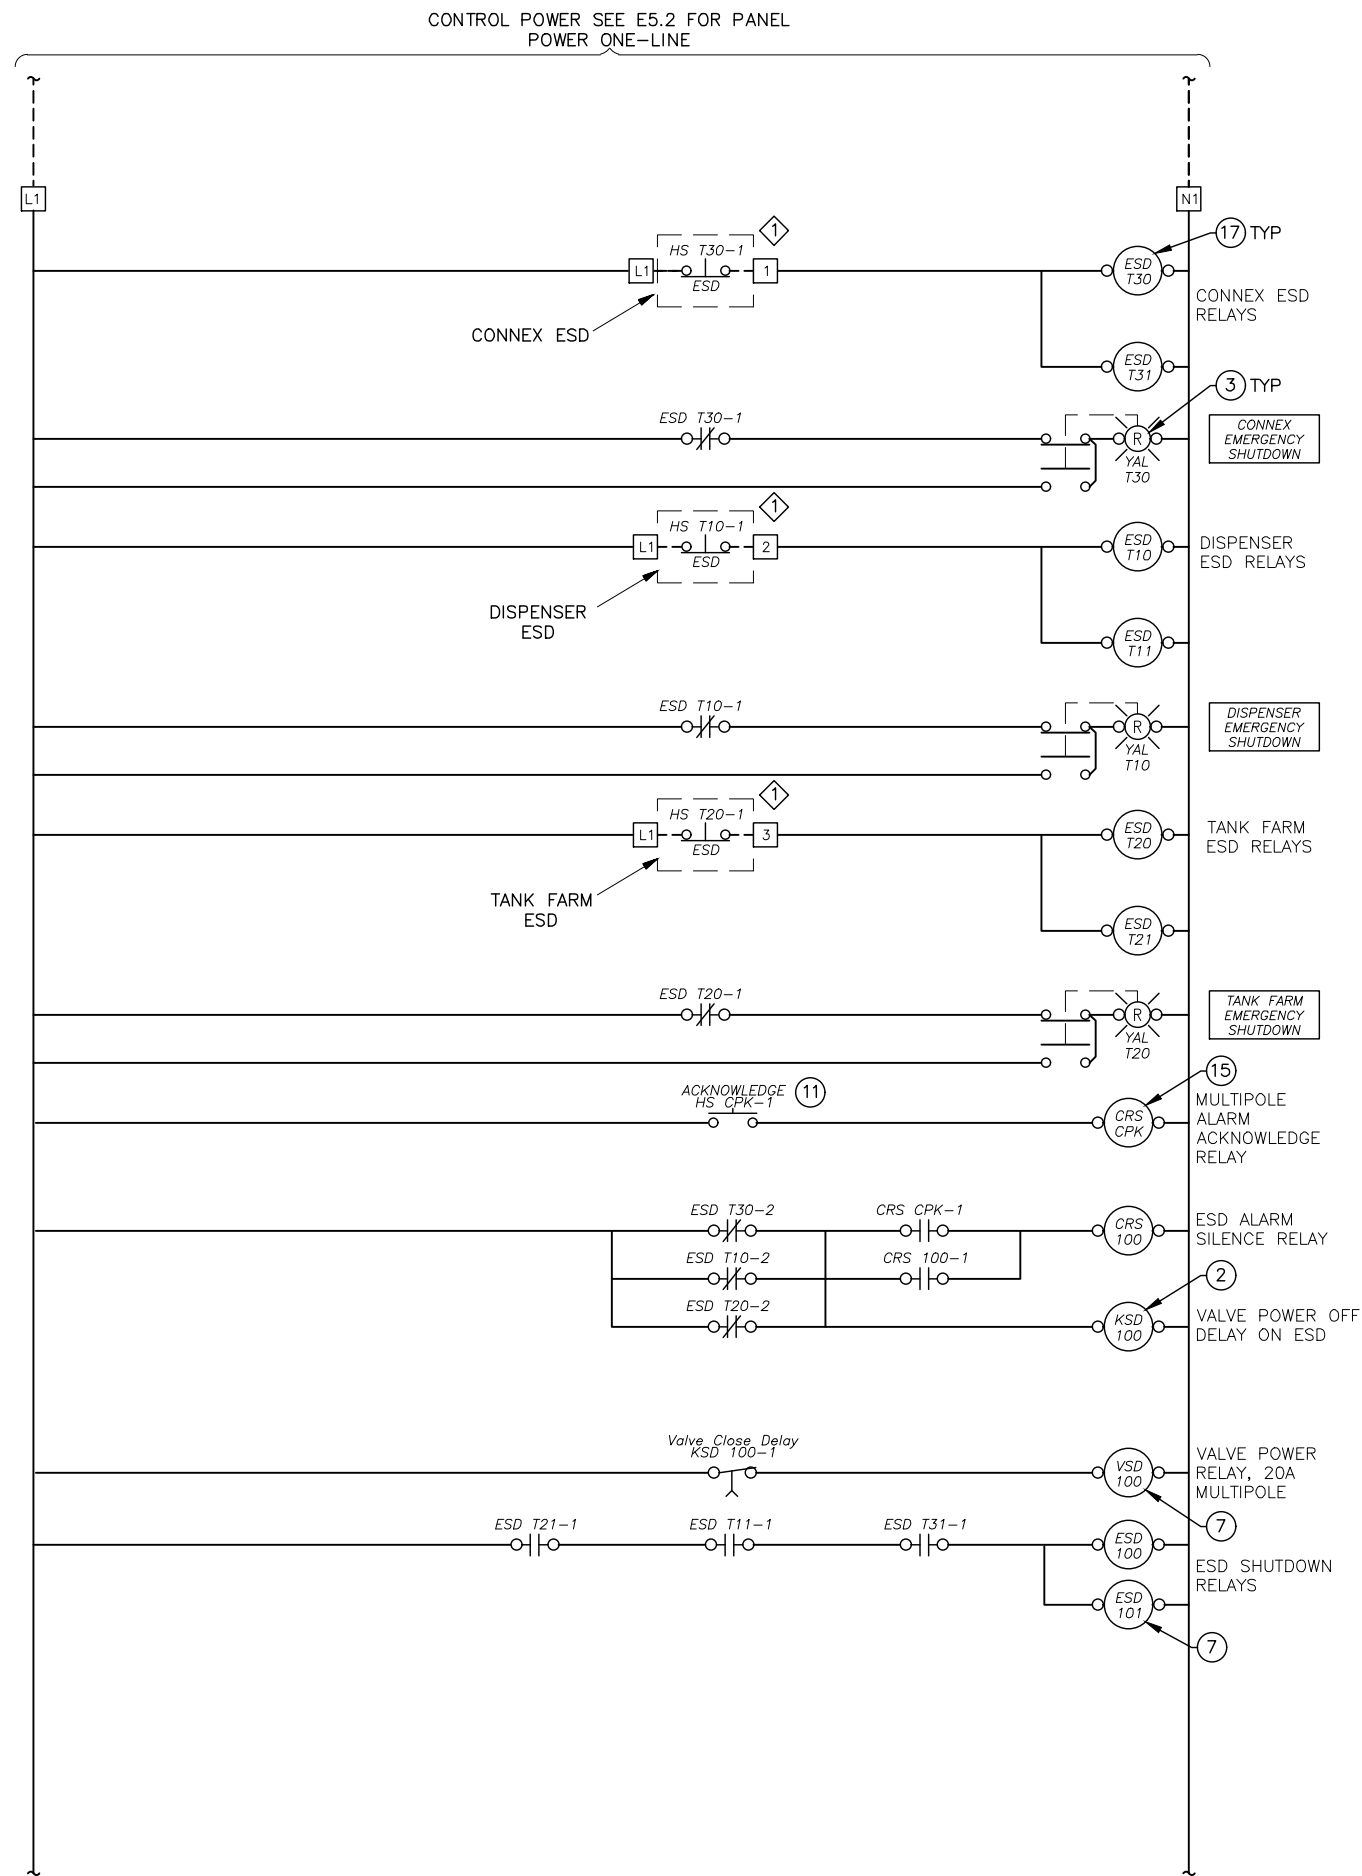 CONTROL POWER SEE E5.2 FOR PANEL
POWER ONE-LINE
L1
N1
17 TYP
1
HS T30-1
L1
1
ESD
ESD
T30
CONNEX ESD
RELAYS
CONNEX ESD
ESD
T31
3 TYP
ESD T30-1
R
YAL
T30
CONNEX
EMERGENCY
SHUTDOWN
1
HS T10-1
L1
2
ESD
ESD
T10
DISPENSER
ESD RELAYS
DISPENSER
ESD
ESD
T11
ESD T10-1
R
YAL
T10
DISPENSER
EMERGENCY
SHUTDOWN
1
HS T20-1
L1
3
ESD
ESD
T20
TANK FARM
ESD RELAYS
TANK FARM
ESD
ESD
T21
ESD T20-1
R
YAL
T20
TANK FARM
EMERGENCY
SHUTDOWN
15
ACKNOWLEDGE
HS CPK-1
11
CRS
CPK
MULTIPOLE
ALARM
ACKNOWLEDGE
RELAY
ESD T30-2
CRS CPK-1
CRS
100
ESD ALARM
SILENCE RELAY
ESD T10-2
CRS 100-1
2
ESD T20-2
KSD
100
VALVE POWER OFF
DELAY ON ESD
Valve Close Delay
KSD 100-1
VSD
100
VALVE POWER
RELAY, 20A
MULTIPOLE
7
ESD T21-1
ESD T11-1
ESD T31-1
ESD
100
ESD SHUTDOWN
RELAYS
ESD
101
7